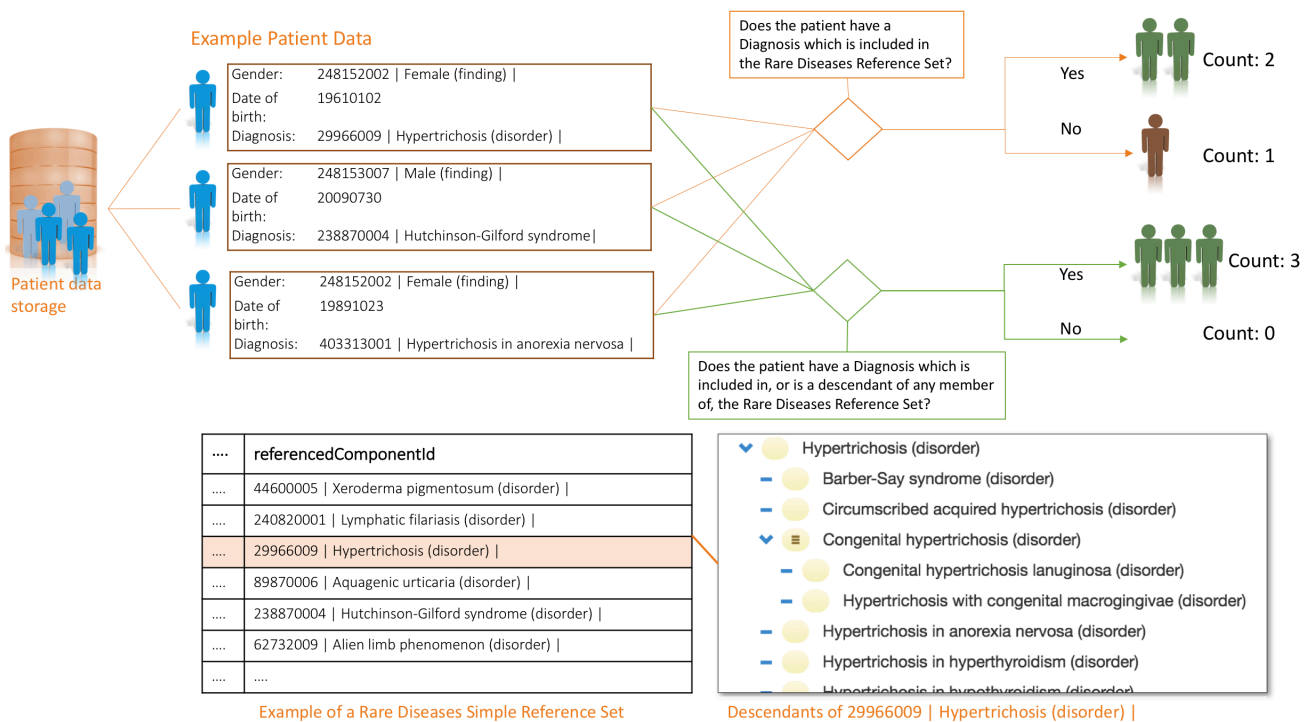 Example Patient Data
Does the patient have a
Diagnosis which is included in
the Rare Diseases Reference Set?
Gender: 248152002 | Female (finding) |
Date of
birth: 19610102
Diagnosis: 29966009 | Hypertrichosis (disorder) |
Gender: 248153007 | Male (finding) |
Date of
birth: 20090730
Diagnosis: 238870004 | Hutchinson-Gilford syndrome|
Gender: 248152002 | Female (finding) |
Date of
birth: 19891023
Diagnosis: 403313001 | Hypertrichosis in anorexia nervosa |
Patient data
storage
Yes
Count: 2
No
Count: 1
Yes
Count: 3
No
Count: 0
Does the patient have a Diagnosis which is
included in, or is a descendant of any member
of, the Rare Diseases Reference Set?
.... referencedComponentId
.... 44600005 | Xeroderma pigmentosum (disorder) |
.... 240820001 | Lymphatic filariasis (disorder) |
.... 29966009 | Hypertrichosis (disorder) |
.... 89870006 | Aquagenic urticaria (disorder) |
.... 238870004 | Hutchinson-Gilford syndrome (disorder) |
.... 62732009 | Alien limb phenomenon (disorder) |
.... ....
Example of a Rare Diseases Simple Reference Set
Hypertrichosis (disorder)
Barber-Say syndrome (disorder)
Circumscribed acquired hypertrichosis (disorder)
Congenital hypertrichosis (disorder)
Congenital hypertrichosis lanuginosa (disorder)
Hypertrichosis with congenital macrogingivae (disorder)
Hypertrichosis in anorexia nervosa (disorder)
Hypertrichosis in hyperthyroidism (disorder)
Hypertrichosis in hypothyroidism (disorder)
Descendants of 29966009 | Hypertrichosis (disorder) |